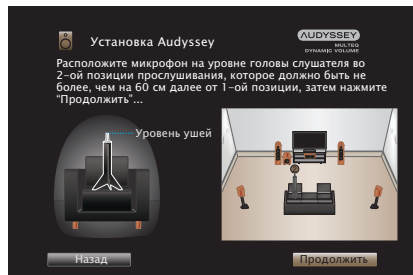 Установка Audyssey
AUDYSSEY
MULTEQ
DYNAMIC VOLUME
Расположите микрофон на уровне головы слушателя во
2-ой позиции прослушивания, которое должно быть не
более, чем на 60 см далее от 1-ой позиции, затем нажмите
“Продолжить”...
Уровень ушей
Назад
Продолжить